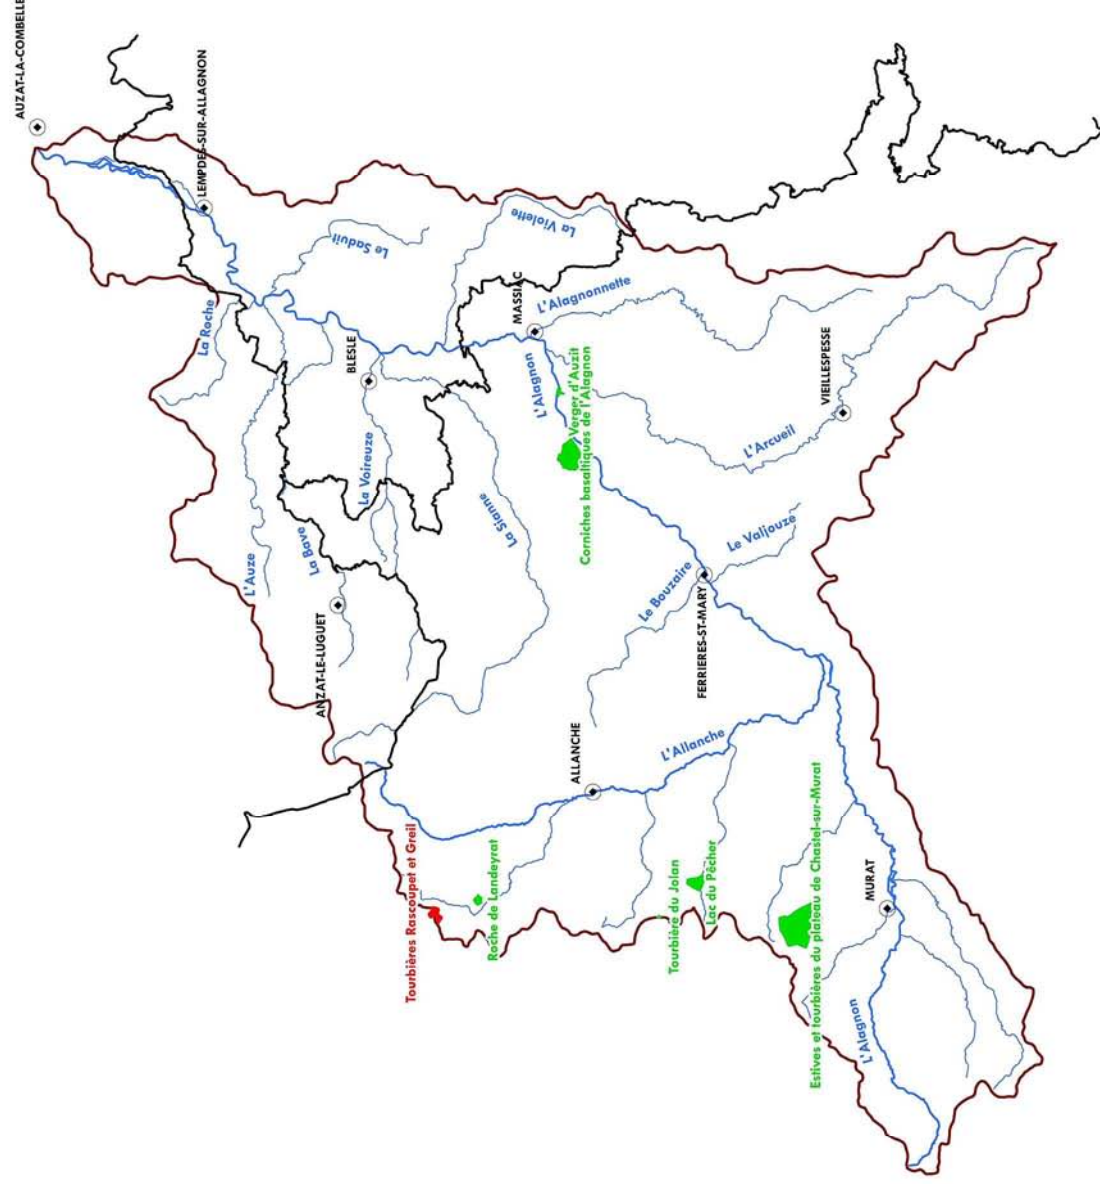 AUZAT-LA-COMBELLE
LEMPDES-SUR-ALLAGNON
La Violette
Le Saduit
La Roche
L'Alagnonnette
MASSIAC
BLESLE
L'Alagnon
Verger d'Auzit
Corniches basaltiques de l'Alagnon
VIEILLESPESSE
L'Arcueil
La Voireuze
La Sianne
L'Auze
La Bave
ANZAT-LE-LUGUET
Le Valjouze
Le Bouzaire
FERRIERES-ST-MARY
ALLANCHE
L'Allanche
Tourbières Rascoupet et Greil
Roche de Landeyrat
Tourbière du Jolan
Lac du Pêcher
Estives et tourbières du plateau de Chastel-sur-Murat
MURAT
L'Alagnon